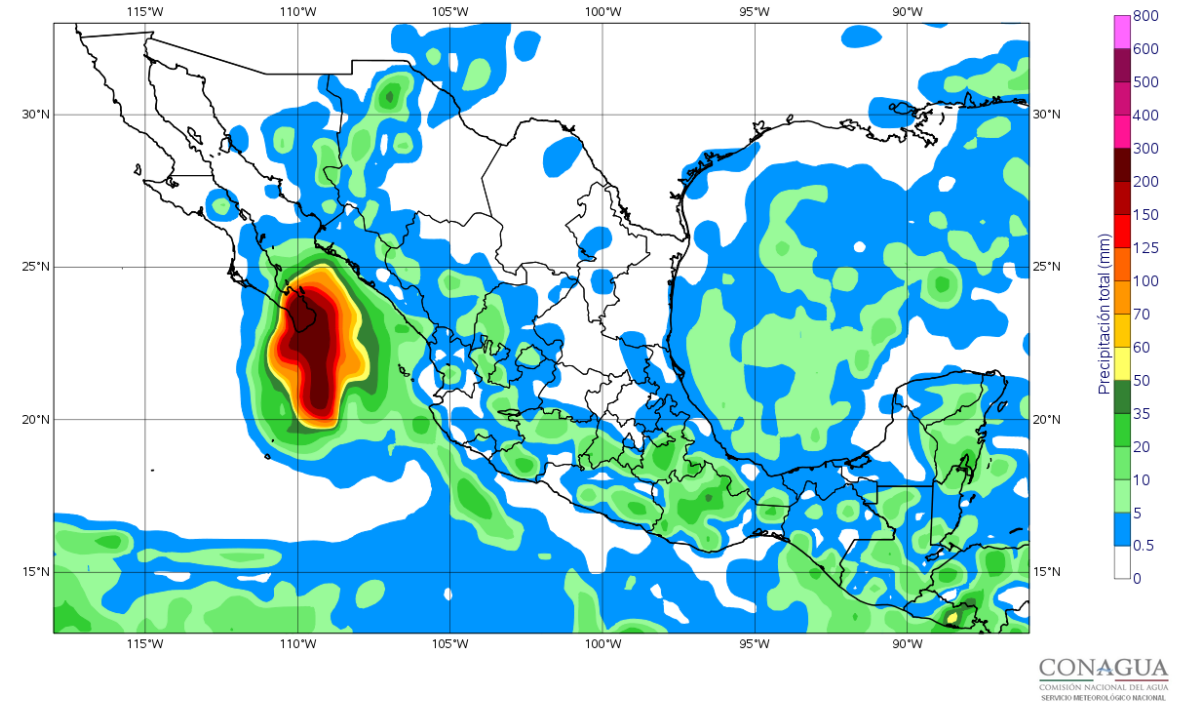 115°W 110°W 105°W 100°W 95°W 90°W
800
600
500
400
300
200
150
125
100
70
60
50
35
20
10
5
0.5
0
Precipitación total (mm)
30°N 30°N
25°N 25°N
20°N 20°N
15°N 15°N
115°W 110°W 105°W 100°W 95°W 90°W
CONAGUA
COMISIÓN NACIONAL DEL AGUA
SERVICIO METEOROLÓGICO NACIONAL